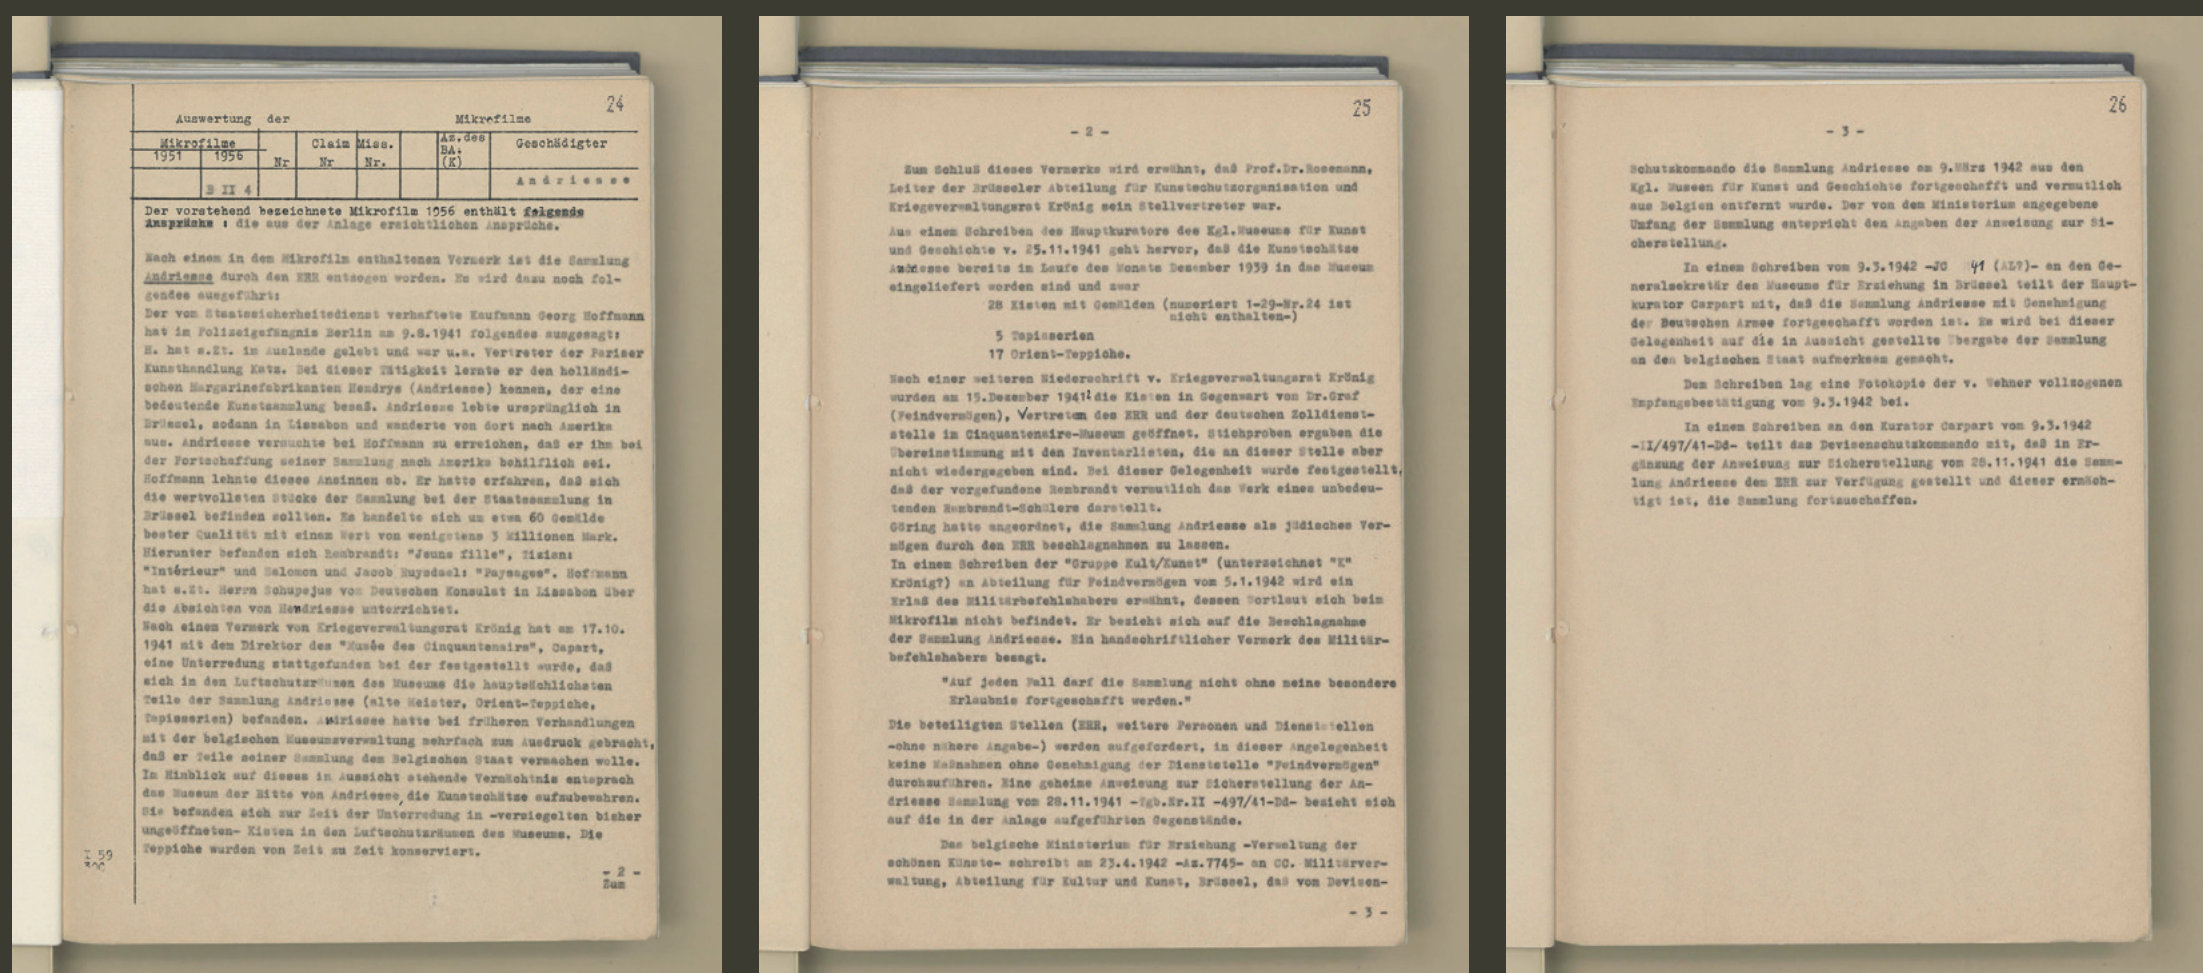 24
Auswertung der Mikrofilme
Mikrofilme Claim Miss. Az.des Geschädigter
1951 1956 Nr Nr Nr. BA. (K)
B II 4 Andriesse
Der vorstehend bezeichnete Mikrofilm 1956 enthält folgende
Ansprüche : die aus der Anlage ersichtlichen Ansprüche.
Nach einem in dem Mikrofilm enthaltenen Vermerk ist die Sammlung
Andriesse durch den ERR entzogen worden. Es wird dazu noch fol-
gendes ausgeführt:
Der vom Staatssicherheitsdienst verhaftete Kaufmann Georg Hoffmann
hat im Polizeigefängnis Berlin am 9.8.1941 folgendes ausgesagt:
H. hat s.Zt. im Auslande gelebt und war u.a. Vertreter der Pariser
Kunsthandlung Katz. Bei dieser Tätigkeit lernte er den holländi-
schen Margarinefabrikanten Hendrys (Andriesse) kennen, der eine
bedeutende Kunstsammlung besaß. Andriesse lebte ursprünglich in
Brüssel, sodann in Lissabon und wanderte von dort nach Amerika
aus. Andriesse versuchte bei Hoffmann zu erreichen, daß er ihm bei
der Fortschaffung seiner Sammlung nach Amerika behilflich sei.
Hoffmann lehnte dieses Ansinnen ab. Er hatte erfahren, daß sich
die wertvollsten Stücke der Sammlung bei der Staatssammlung in
Brüssel befinden sollten. Es handelte sich um etwa 60 Gemälde
bester Qualität mit einem Wert von wenigstens 3 Millionen Mark.
Hierunter befanden sich Rembrandt: "Jeune fille", Tizian:
"Intérieur" und Salomon und Jacob Ruysdael: "Paysages". Hoffmann
hat s.Zt. Herrn Schupejus vom Deutschen Konsulat in Lissabon über
die Absichten von Hendriesse unterrichtet.
Nach einem Vermerk von Kriegsverwaltungsrat Krönig hat am 17.10.
1941 mit dem Direktor des "Musée des Cinquantenaire", Capart,
eine Unterredung stattgefunden bei der festgestellt wurde, daß
sich in den Luftschutzräumen des Museums die hauptsächlichsten
Teile der Sammlung Andriesse (alte Meister, Orient-Teppiche,
Tapisserien) befanden. Andriesse hatte bei früheren Verhandlungen
mit der belgischen Museumsverwaltung mehrfach zum Ausdruck gebracht,
daß er Teile seiner Sammlung dem Belgischen Staat vermachen wolle.
Im Hinblick auf dieses in Aussicht stehende Vermächtnis entsprach
das Museum der Bitte von Andriesse, die Kunstschätze aufzubewahren.
Sie befanden sich zur Zeit der Unterredung in -versiegelten bisher
ungeöffneten- Kisten in den Luftschutzräumen des Museums. Die
Teppiche wurden von Zeit zu Zeit konserviert.
I 59
300
- 2 -
Zum
25
- 2 -
Zum Schluß dieses Vermerks wird erwähnt, daß Prof.Dr.Rosemann,
Leiter der Brüsseler Abteilung für Kunstschutzorganisation und
Kriegsverwaltungsrat Krönig sein Stellvertreter war.
Aus einem Schreiben des Hauptkurators des Kgl.Museums für Kunst
und Geschichte v. 25.11.1941 geht hervor, daß die Kunstschätze
Andriesse bereits im Laufe des Monats Dezember 1939 in das Museum
eingeliefert worden sind und zwar
28 Kisten mit Gemälden (numeriert 1-29-Nr.24 ist
nicht enthalten-)
5 Tapisserien
17 Orient-Teppiche.
Nach einer weiteren Niederschrift v. Kriegsverwaltungsrat Krönig
wurden am 15.Dezember 1941 die Kisten in Gegenwart von Dr.Graf
(Feindvermögen), Vertretern des ERR und der deutschen Zolldienst-
stelle im Cinquantenaire-Museum geöffnet. Stichproben ergaben die
Übereinstimmung mit den Inventarlisten, die an dieser Stelle aber
nicht wiedergegeben sind. Bei dieser Gelegenheit wurde festgestellt,
daß der vorgefundene Rembrandt vermutlich das Werk eines unbedeu-
tenden Rembrandt-Schülers darstellt.
Göring hatte angeordnet, die Sammlung Andriesse als jüdisches Ver-
mögen durch den ERR beschlagnahmen zu lassen.
In einem Schreiben der "Gruppe Kult/Kunst" (unterzeichnet "K"
Krönig?) an Abteilung für Feindvermögen vom 5.1.1942 wird ein
Erlaß des Militärbefehlshabers erwähnt, dessen Wortlaut sich beim
Mikrofilm nicht befindet. Er bezieht sich auf die Beschlagnahme
der Sammlung Andriesse. Ein handschriftlicher Vermerk des Militär-
befehlshabers besagt.
"Auf jeden Fall darf die Sammlung nicht ohne meine besondere
Erlaubnis fortgeschafft werden."
Die beteiligten Stellen (ERR, weitere Personen und Dienststellen
-ohne nähere Angabe-) werden aufgefordert, in dieser Angelegenheit
keine Maßnahmen ohne Genehmigung der Dienststelle "Feindvermögen"
durchzuführen. Eine geheime Anweisung zur Sicherstellung der An-
driesse Sammlung vom 28.11.1941 -Tgb.Nr.II -497/41-Dd- bezieht sich
auf die in der Anlage aufgeführten Gegenstände.
Das belgische Ministerium für Erziehung -Verwaltung der
schönen Künste- schreibt am 23.4.1942 -Az.7745- an CC. Militärver-
waltung, Abteilung für Kultur und Kunst, Brüssel, daß vom Devisen-
- 3 -
26
- 3 -
Schutzkommando die Sammlung Andriesse am 9.März 1942 aus den
Kgl. Museen für Kunst und Geschichte fortgeschafft und vermutlich
aus Belgien entfernt wurde. Der von dem Ministerium angegebene
Umfang der Sammlung entspricht den Angaben der Anweisung zur Si-
cherstellung.
In einem Schreiben vom 9.3.1942 -JC 41 (AL?)- an den Ge-
neralsekretär des Museums für Erziehung in Brüssel teilt der Haupt-
kurator Carpart mit, daß die Sammlung Andriesse mit Genehmigung
der Deutschen Armee fortgeschafft worden ist. Es wird bei dieser
Gelegenheit auf die in Aussicht gestellte Übergabe der Sammlung
an den belgischen Staat aufmerksam gemacht.
Dem Schreiben lag eine Fotokopie der v. Wehner vollzogenen
Empfangsbestätigung vom 9.3.1942 bei.
In einem Schreiben an den Kurator Carpart vom 9.3.1942
-II/497/41-Dd- teilt das Devisenschutzkommando mit, daß in Er-
gänzung der Anweisung zur Sicherstellung vom 28.11.1941 die Samm-
lung Andriesse dem ERR zur Verfügung gestellt und dieser ermäch-
tigt ist, die Sammlung fortzuschaffen.